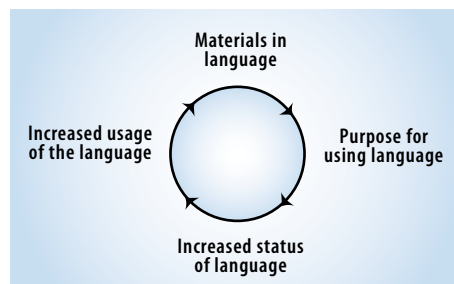 Materials in
language
Purpose for
using language
Increased status
of language
Increased usage
of the language